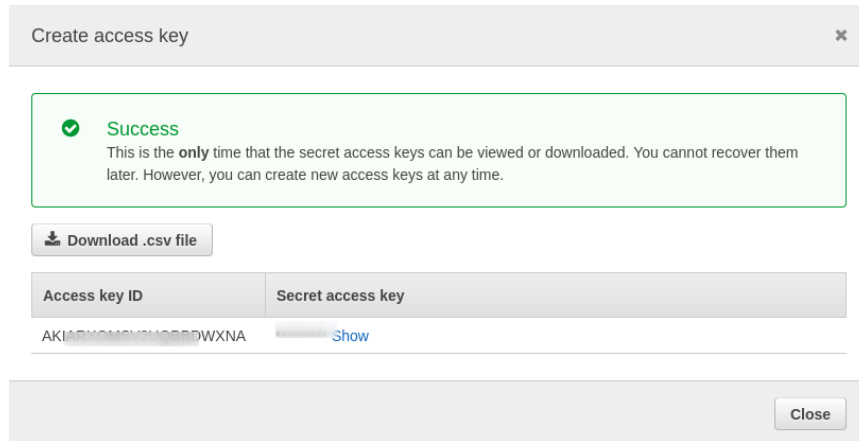 Create access key
Success
This is the only time that the secret access keys can be viewed or downloaded. You cannot recover them
later. However, you can create new access keys at any time.
Download .csv file
Access key ID Secret access key
Show
Close